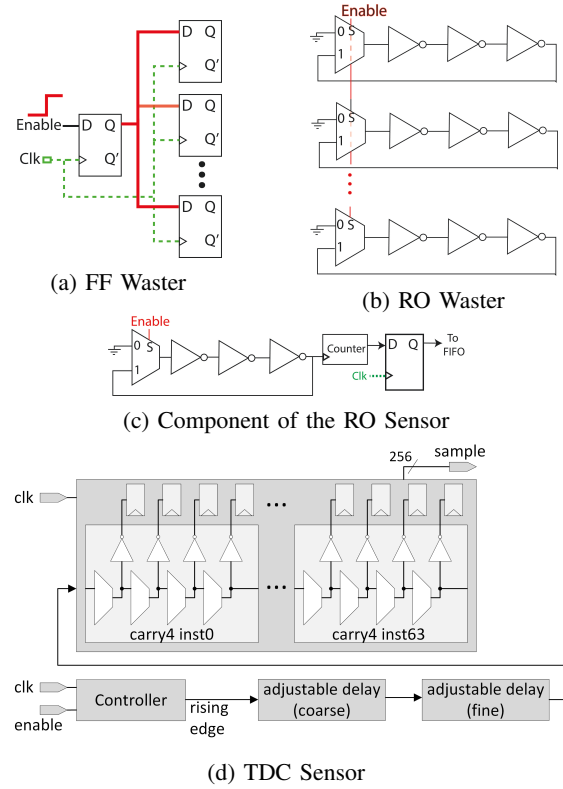 D Q
Q'
D Q
Q'
Enable
D Q
Q'
Clk
D Q
Q'
(a) FF Waster
Enable
0 S
1
0 S
1
0 S
1
(b) RO Waster
Enable
0 S
1
Counter
D Q
Clk
To
FIFO
(c) Component of the RO Sensor
256
sample
clk
carry4 inst0
carry4 inst63
clk
enable
Controller
rising
edge
adjustable delay
(coarse)
adjustable delay
(fine)
(d) TDC Sensor